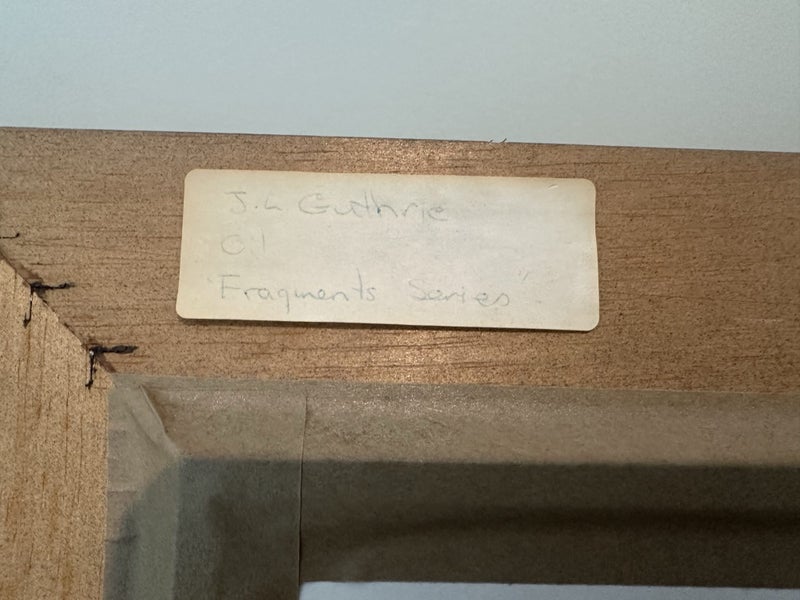 J.L Guthrie
Oil
"Fragments Series".